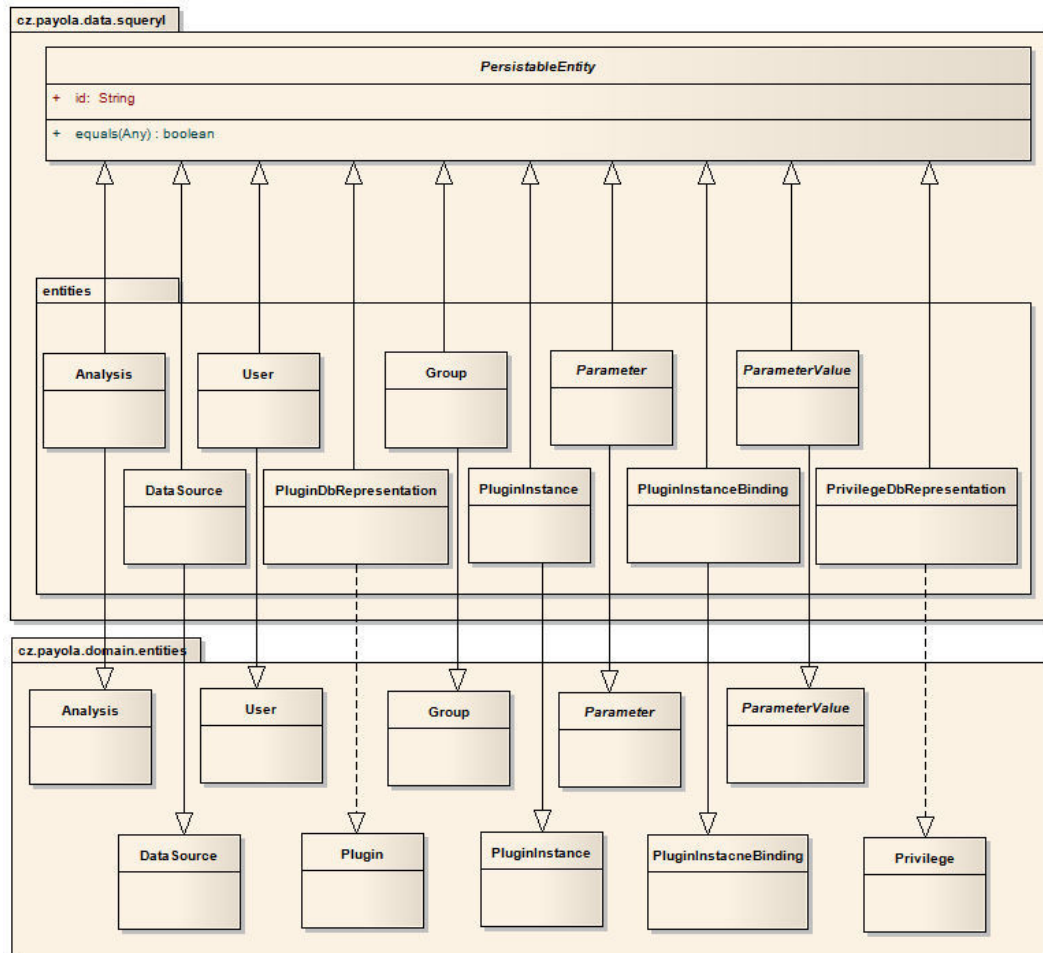 cz.payola.data.squeryl
PersistableEntity
+ id: String
+ equals(Any) : boolean
entities
Analysis
User
Group
Parameter
ParameterValue
DataSource
PluginDbRepresentation
PluginInstance
PluginInstanceBinding
PrivilegeDbRepresentation
cz.payola.domain.entities
Analysis
User
Group
Parameter
ParameterValue
DataSource
Plugin
PluginInstance
PluginInstacneBinding
Privilege